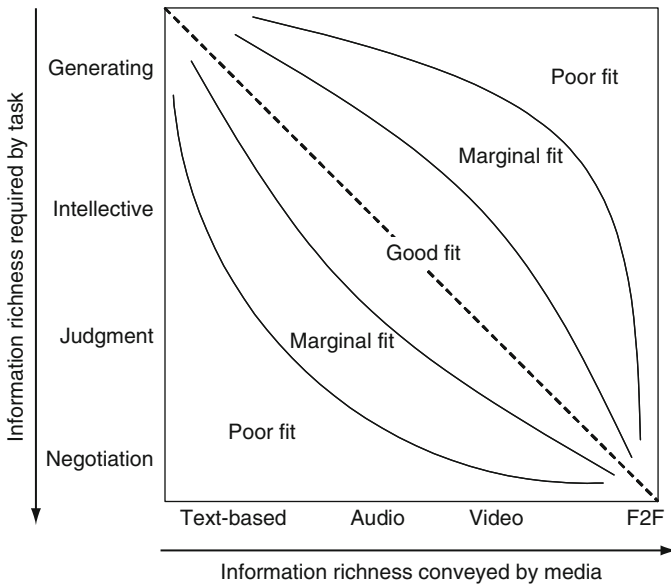 Information richness required by task
Generating
Intellective
Judgment
Negotiation
Poor fit
Marginal fit
Good fit
Marginal fit
Poor fit
Text-based Audio Video F2F
Information richness conveyed by media